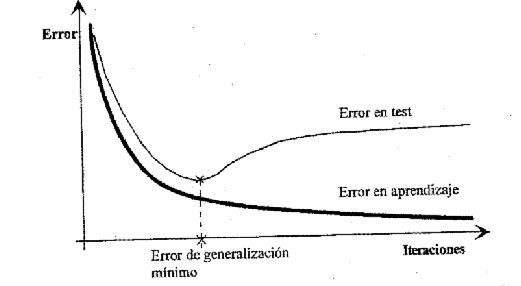 Error
Error en test
Error en aprendizaje
Error de generalización
mínimo
Iteraciones